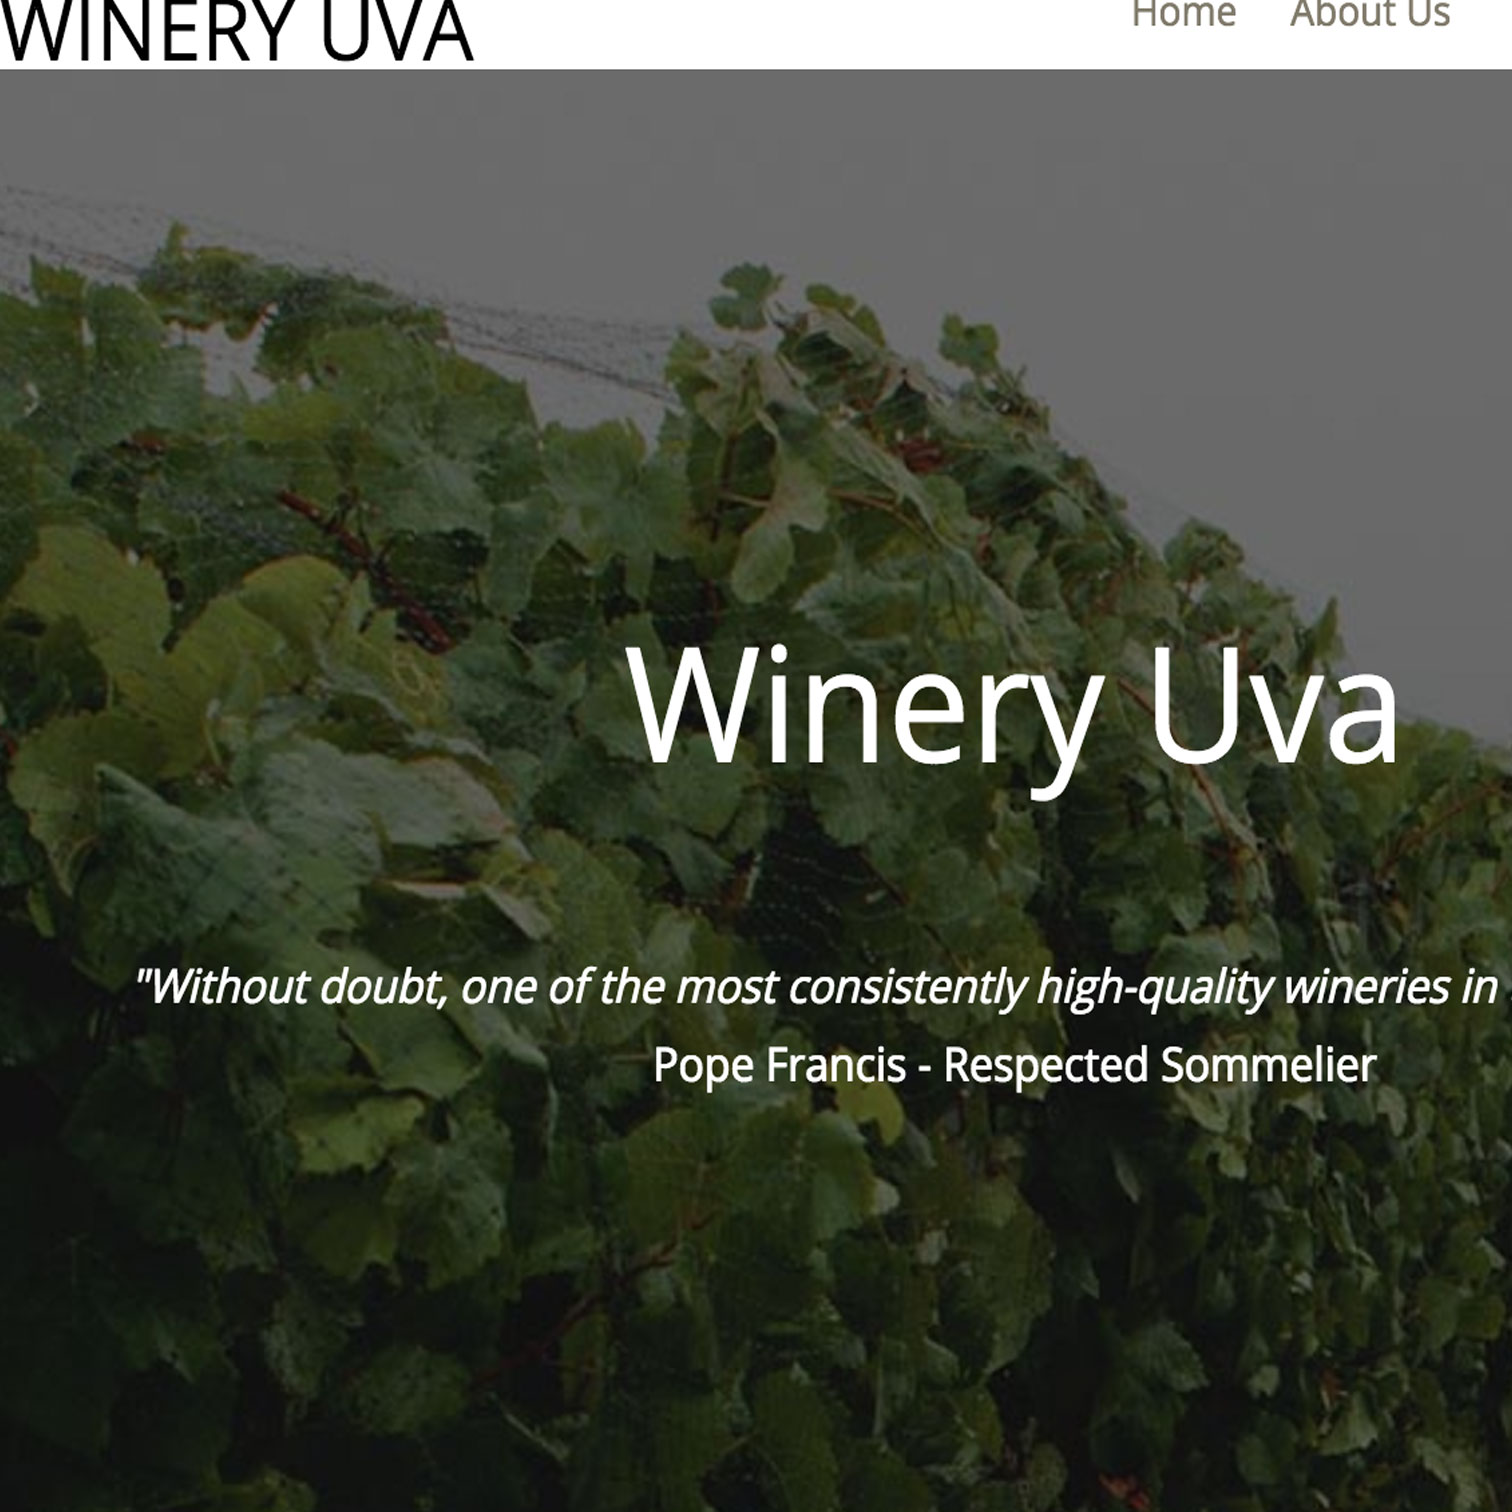 WINERY UVA
Home About Us
Winery Uva
"Without doubt, one of the most consistently high-quality wineries in
Pope Francis - Respected Sommelier